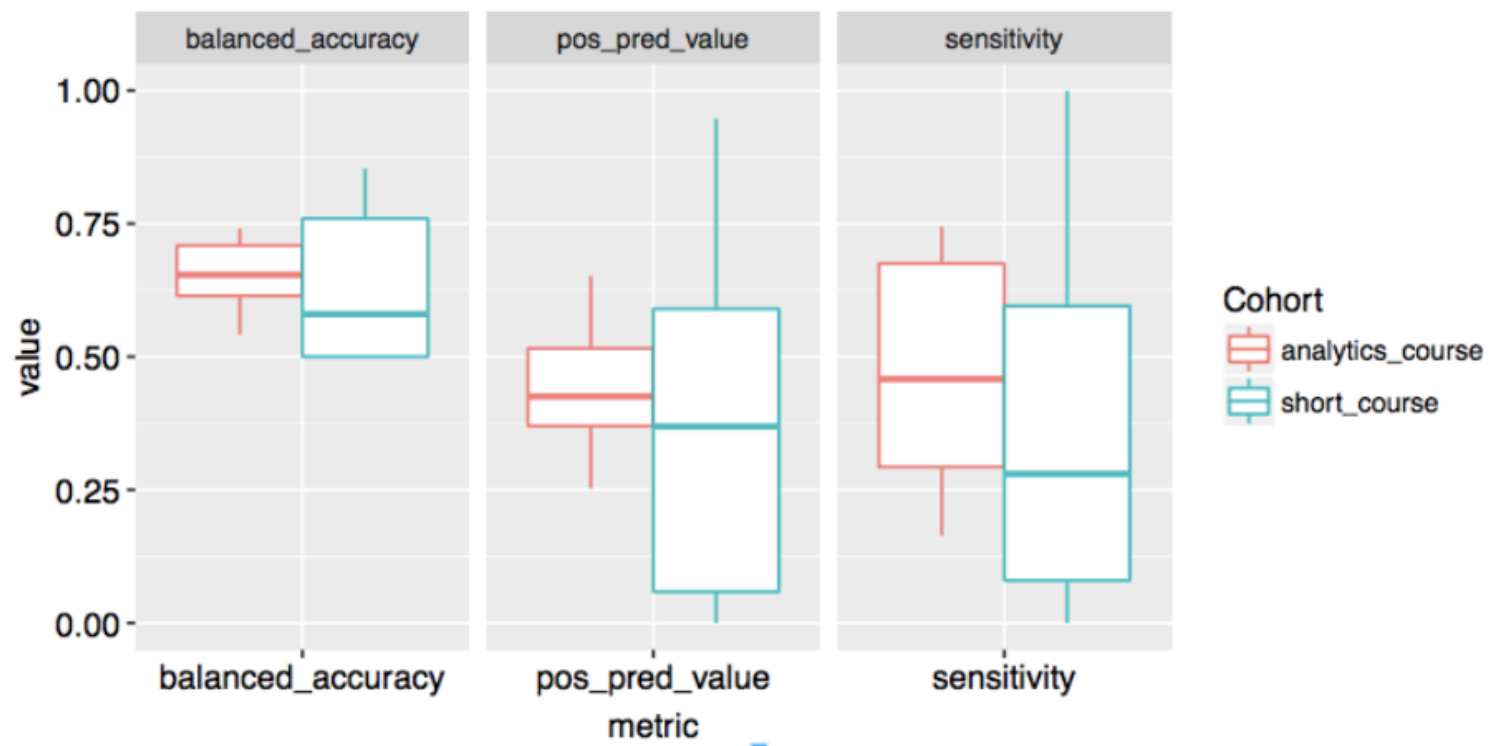 balanced_accuracy pos_pred_value sensitivity
1.00
0.75
0.50
0.25
0.00
value
balanced_accuracy pos_pred_value sensitivity
metric
Cohort
analytics_course
short_course